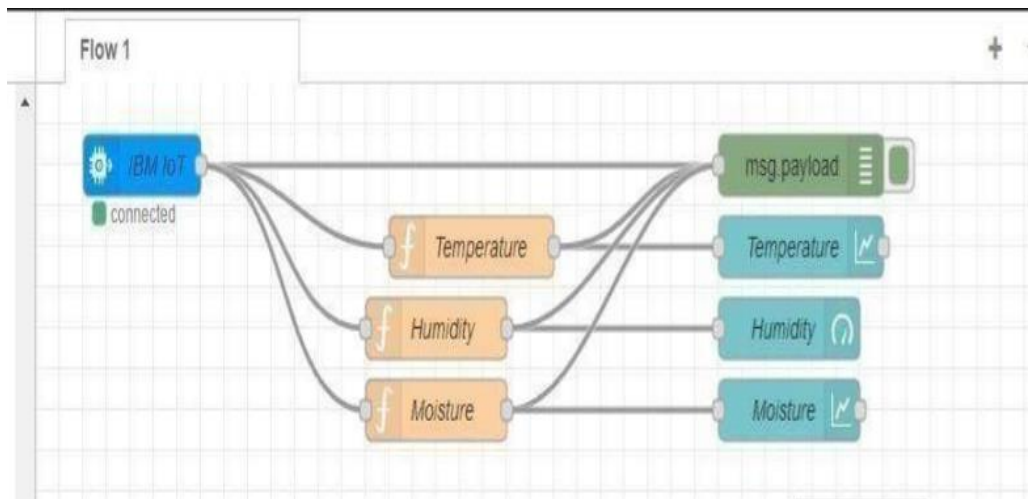 Flow 1
IBM IoT
connected
msg.payload
Temperature
Temperature
Humidity
Humidity
Moisture
Moisture